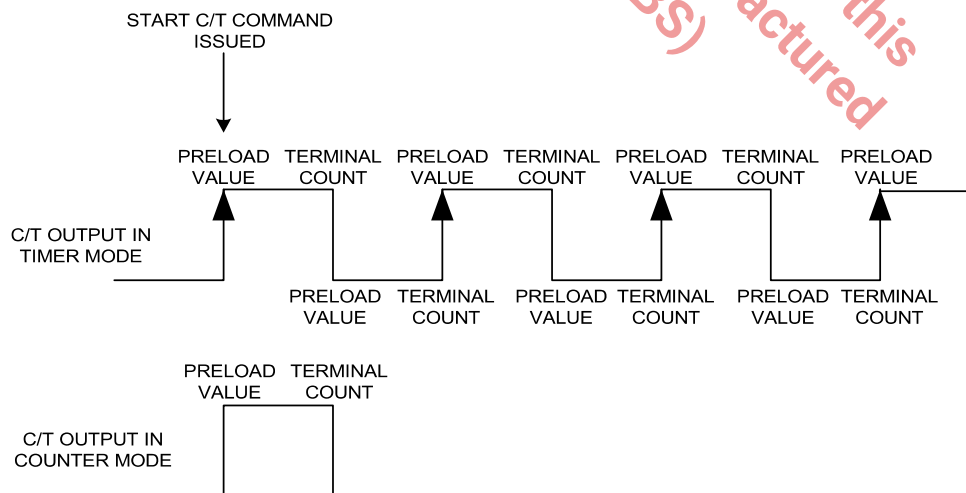 START C/T COMMAND
ISSUED
this
actured
BS)
PRELOAD VALUE
TERMINAL COUNT
PRELOAD VALUE
TERMINAL COUNT
PRELOAD VALUE
TERMINAL COUNT
PRELOAD VALUE
C/T OUTPUT IN
TIMER MODE
PRELOAD VALUE
TERMINAL COUNT
PRELOAD VALUE
TERMINAL COUNT
PRELOAD VALUE
TERMINAL COUNT
PRELOAD VALUE
TERMINAL COUNT
C/T OUTPUT IN
COUNTER MODE